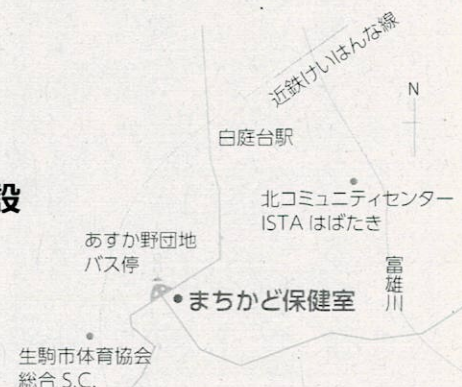 近鉄けいはんな線
N
白庭台駅
設
北コミュニティセンター
ISTA はばたき
あすか野団地
バス停
富雄川
まちかど保健室
生駒市体育協会
総合 S.C.